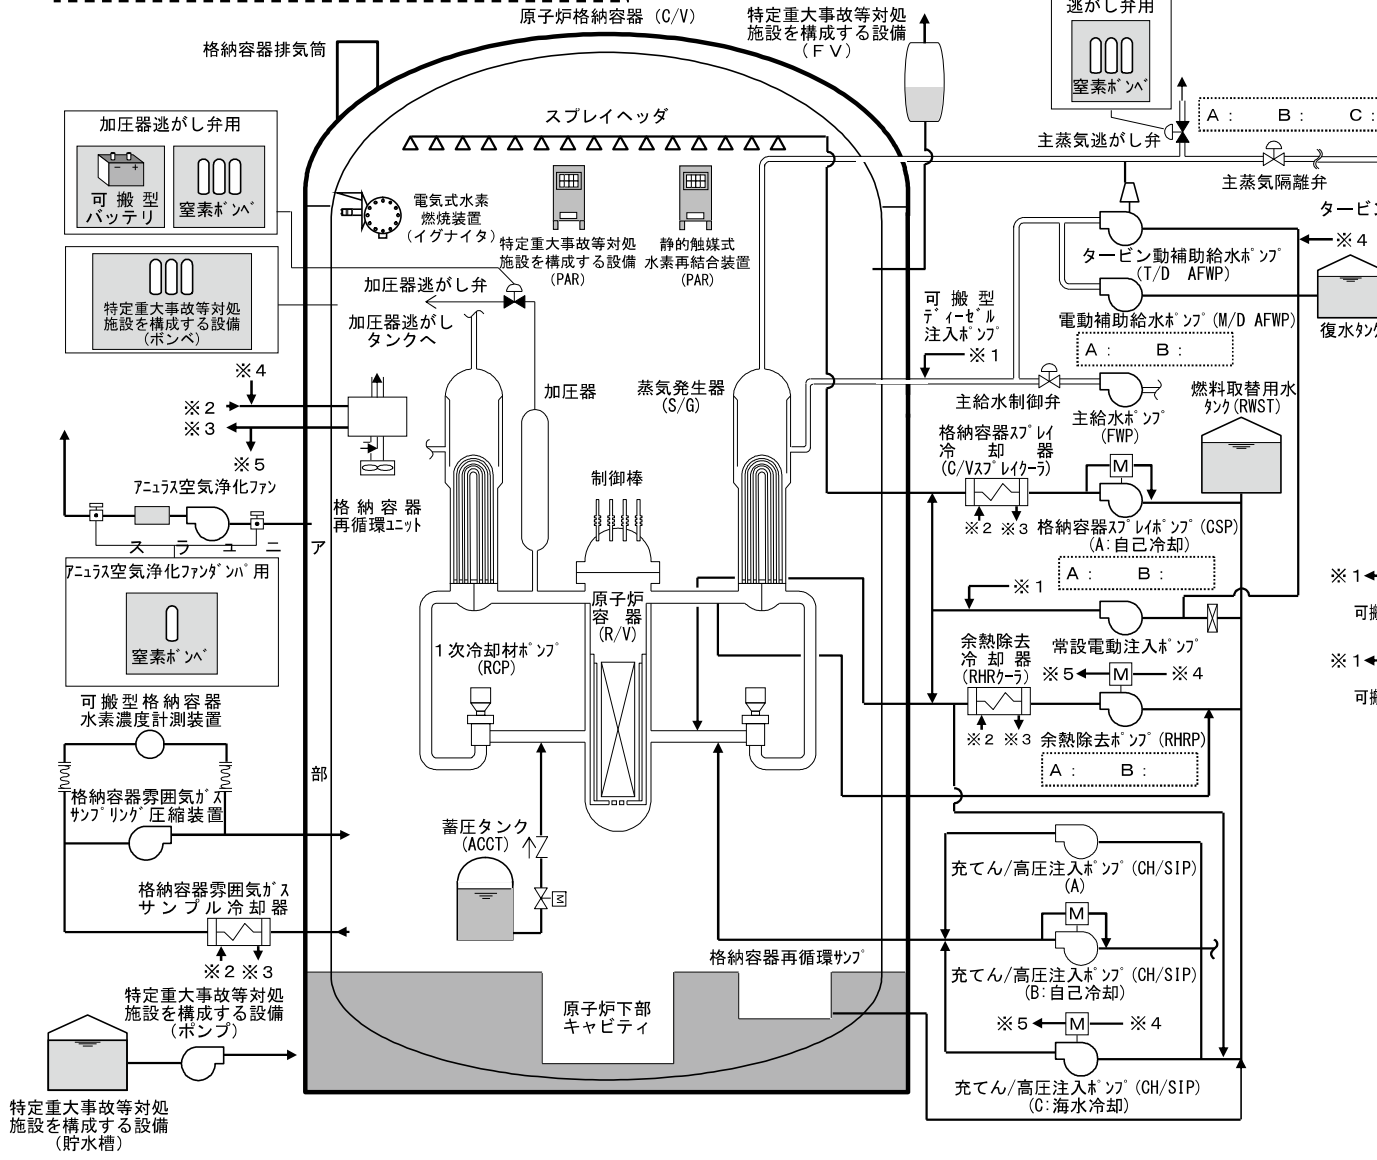 原子炉格納容器 (C/V)
特定重大事故等対処
施設を構成する設備
(ＦＶ)
逃がし弁用
窒素ボンベ
格納容器排気筒
加圧器逃がし弁用
可搬型
バッテリ
窒素ボンベ
スプレイヘッダ
主蒸気逃がし弁
Ａ： Ｂ： Ｃ：
主蒸気隔離弁
電気式水素
燃焼装置
(イグナイタ)
特定重大事故等対処
施設を構成する設備
(PAR)
静的触媒式
水素再結合装置
(PAR)
タービン動補助給水ポンプ
(T/D AFWP)
タービン
※４
特定重大事故等対処
施設を構成する設備
(ボンベ)
加圧器逃がし弁
加圧器逃がし
タンクへ
可搬型
ディーゼル
注入ポンプ
※１
電動補助給水ポンプ(M/D AFWP)
Ａ： Ｂ：
復水タンク
※４
※２
※３
※５
加圧器
蒸気発生器
(S/G)
主給水制御弁
主給水ポンプ
(FWP)
燃料取替用水
タンク(RWST)
格納容器スプレイ
冷却器
(C/Vスプレイクーラ)
M
※２ ※３
格納容器スプレイポンプ(CSP)
(A:自己冷却)
Ａ： Ｂ：
アニュラス空気浄化ファン
格納容器
再循環ユニット
制御棒
スラュニア
部
アニュラス空気浄化ファンダンパ用
窒素ボンベ
原子炉
容器
(R/V)
１次冷却材ポンプ
(RCP)
※１
常設電動注入ポンプ
※１
可搬
※１
可搬
余熱除去
冷却器
(RHRクーラ)
※５ M ※４
※２ ※３
余熱除去ポンプ(RHRP)
Ａ： Ｂ：
可搬型格納容器
水素濃度計測装置
格納容器雰囲気ガス
サンプリング圧縮装置
蓄圧タンク
(ACCT)
M
充てん/高圧注入ポンプ(CH/SIP)
(A)
格納容器雰囲気ガス
サンプル冷却器
※２ ※３
M
充てん/高圧注入ポンプ(CH/SIP)
(B:自己冷却)
格納容器再循環サンプ
特定重大事故等対処
施設を構成する設備
(ポンプ)
原子炉下部
キャビティ
※５ M ※４
充てん/高圧注入ポンプ(CH/SIP)
(C:海水冷却)
特定重大事故等対処
施設を構成する設備
(貯水槽)